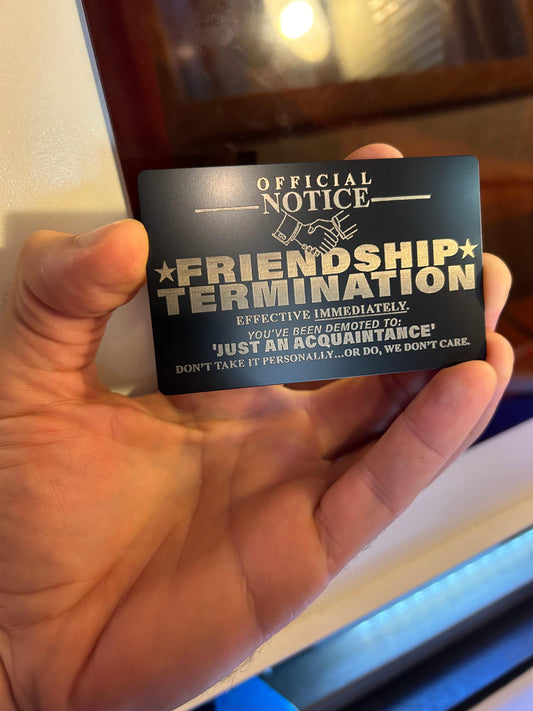 OFFICIAL
NOTICE
★FRIENDSHIP★
TERMINATION
EFFECTIVE IMMEDIATELY.
YOU'VE BEEN DEMOTED TO:
'JUST AN ACQUAINTANCE'
DON'T TAKE IT PERSONALLY...OR DO, WE DON'T CARE.